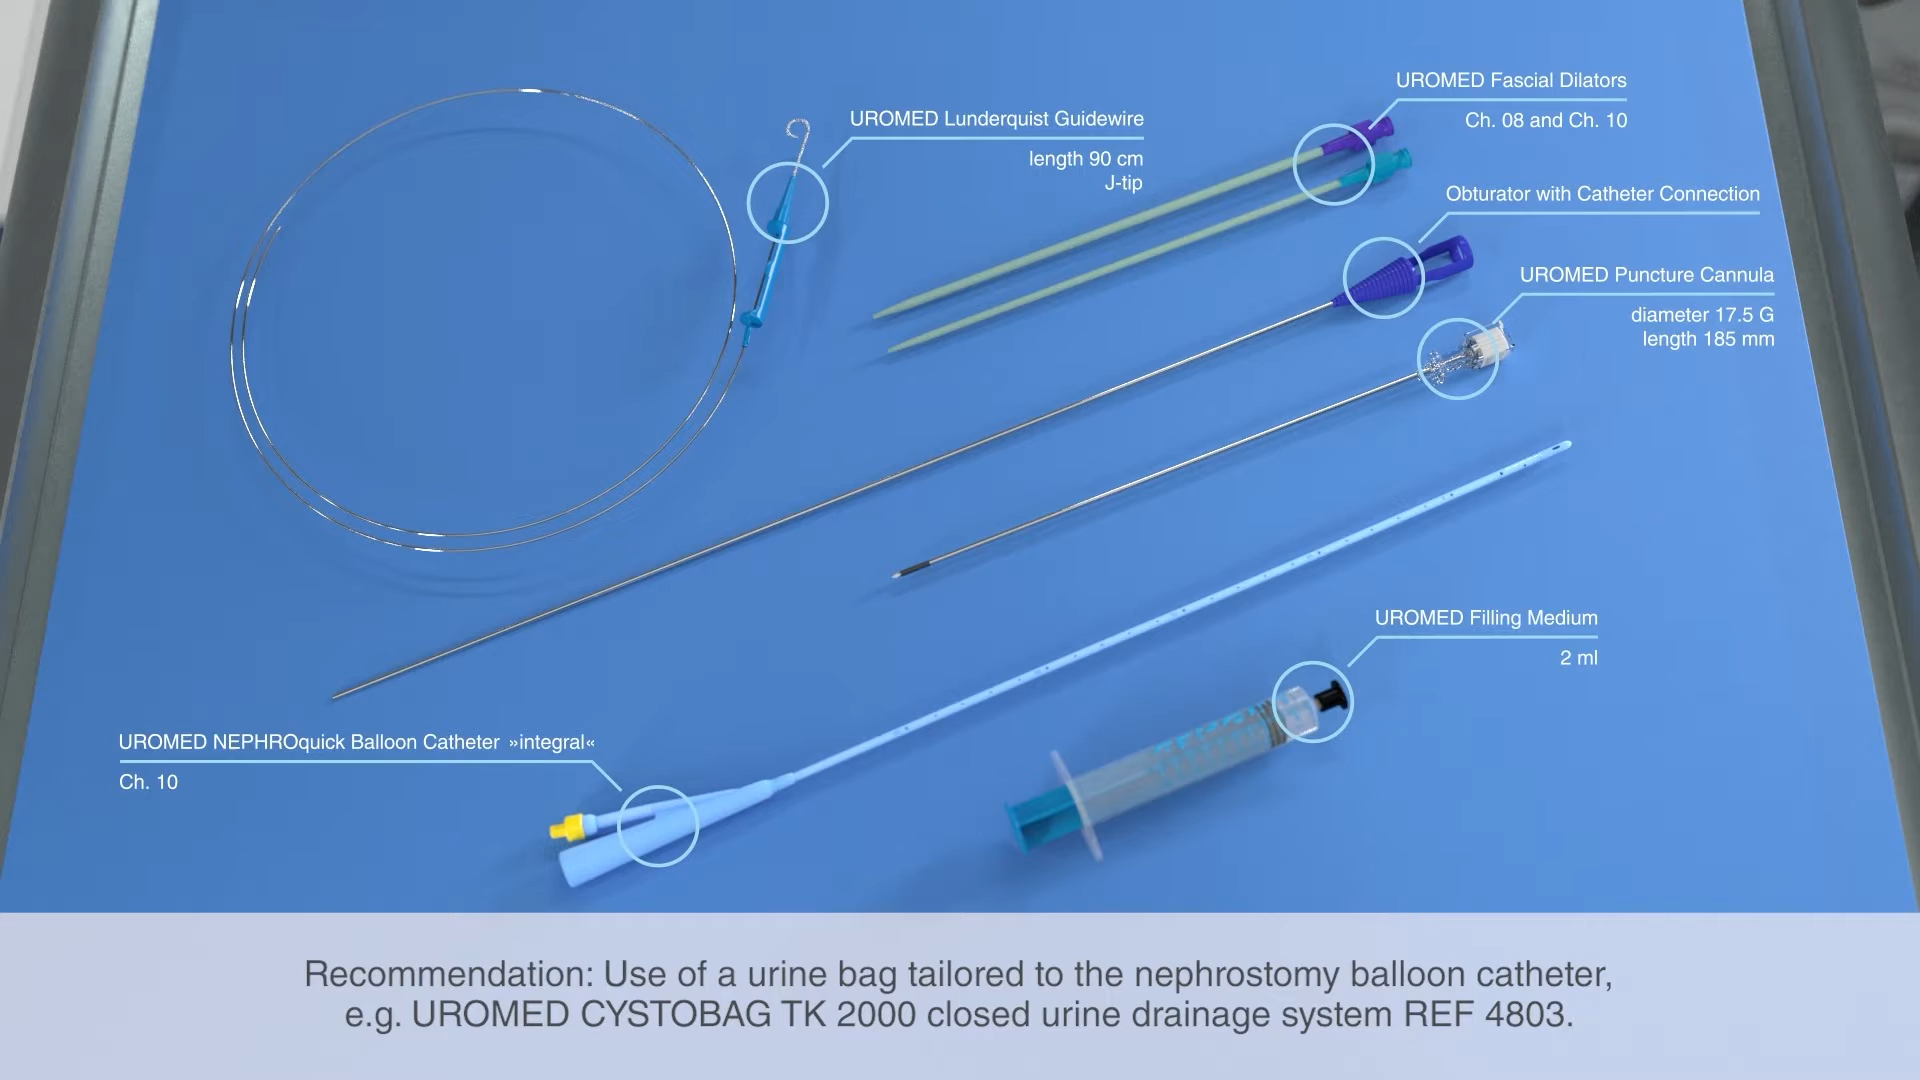 UROMED Fascial Dilators
Ch. 08 and Ch. 10
UROMED Lunderquist Guidewire
length 90 cm
J-tip
Obturator with Catheter Connection
UROMED Puncture Cannula
diameter 17.5 G
length 185 mm
UROMED Filling Medium
2 ml
UROMED NEPHROquick Balloon Catheter »integral«
Ch. 10
Recommendation: Use of a urine bag tailored to the nephrostomy balloon catheter,
e.g. UROMED CYSTOBAG TK 2000 closed urine drainage system REF 4803.